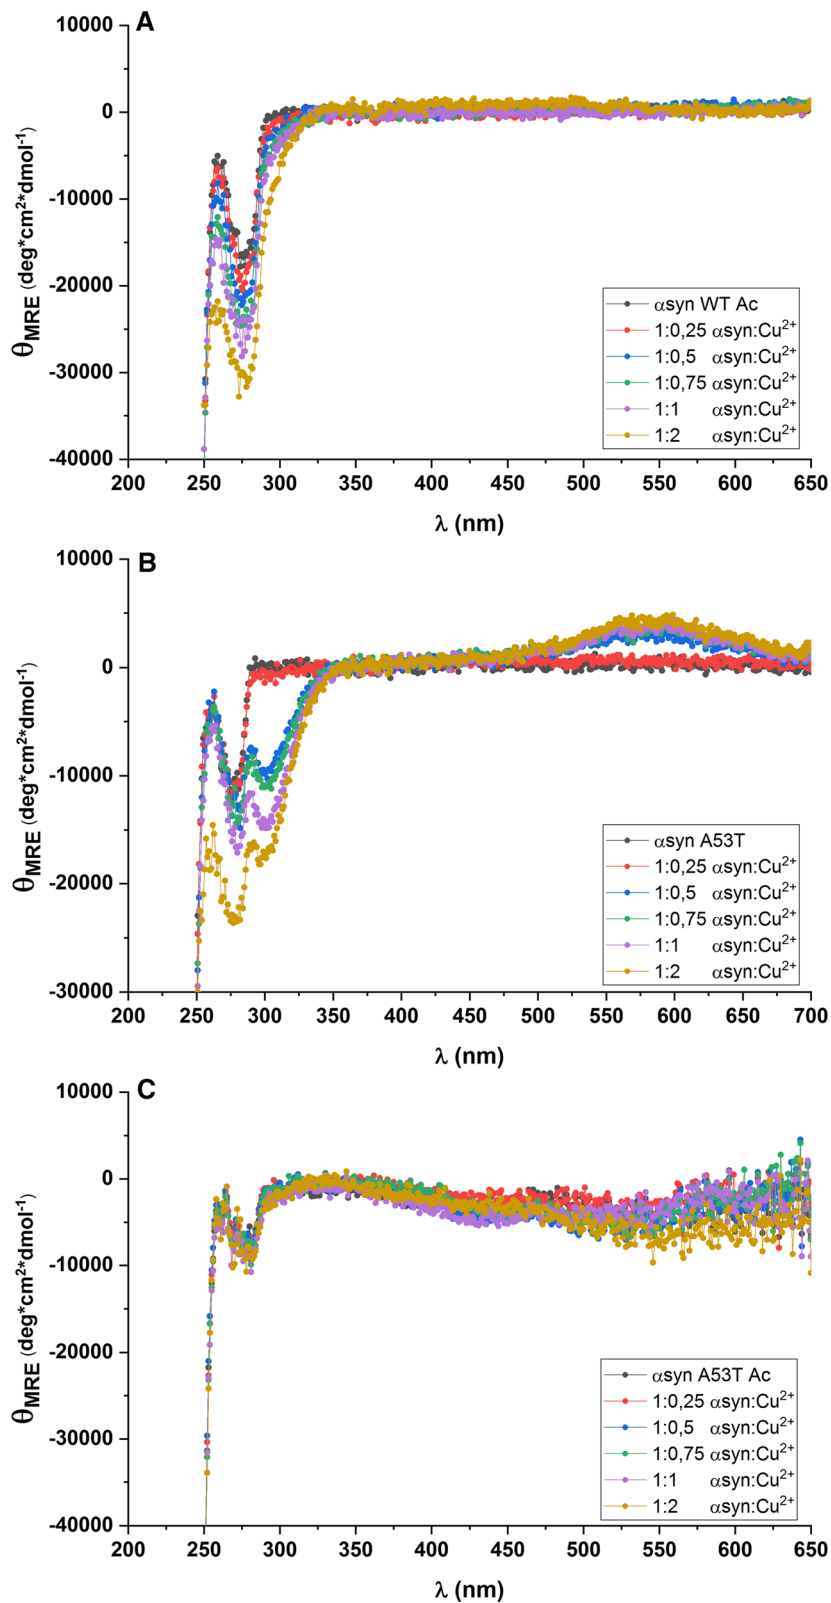 A
10000
0
-10000
-20000
-30000
-40000
θMRE (deg*cm²*dmol⁻¹)
αsyn WT Ac
1:0,25 αsyn:Cu²⁺
1:0,5 αsyn:Cu²⁺
1:0,75 αsyn:Cu²⁺
1:1 αsyn:Cu²⁺
1:2 αsyn:Cu²⁺
200 250 300 350 400 450 500 550 600 650
λ (nm)
B
10000
0
-10000
-20000
-30000
θMRE (deg*cm²*dmol⁻¹)
αsyn A53T
1:0,25 αsyn:Cu²⁺
1:0,5 αsyn:Cu²⁺
1:0,75 αsyn:Cu²⁺
1:1 αsyn:Cu²⁺
1:2 αsyn:Cu²⁺
200 250 300 350 400 450 500 550 600 650 700
λ (nm)
C
10000
0
-10000
-20000
-30000
-40000
θMRE (deg*cm²*dmol⁻¹)
αsyn A53T Ac
1:0,25 αsyn:Cu²⁺
1:0,5 αsyn:Cu²⁺
1:0,75 αsyn:Cu²⁺
1:1 αsyn:Cu²⁺
1:2 αsyn:Cu²⁺
200 250 300 350 400 450 500 550 600 650
λ (nm)